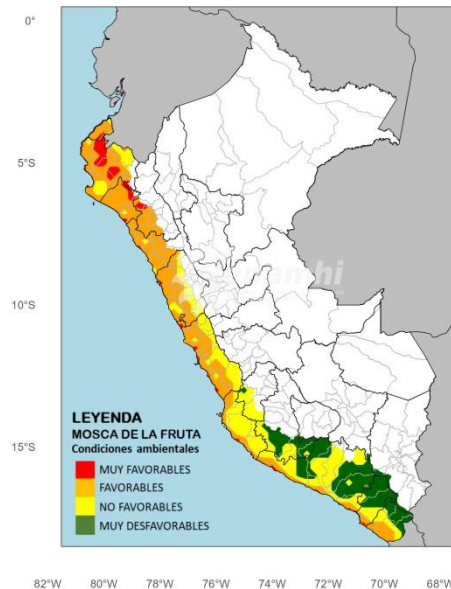 0°
5°S
10°S
senamhi
15°S
LEYENDA
MOSCA DE LA FRUTA
Condiciones ambientales
MUY FAVORABLES
FAVORABLES
NO FAVORABLES
MUY DESFAVORABLES
82°W 80°W 78°W 76°W 74°W 72°W 70°W 68°W